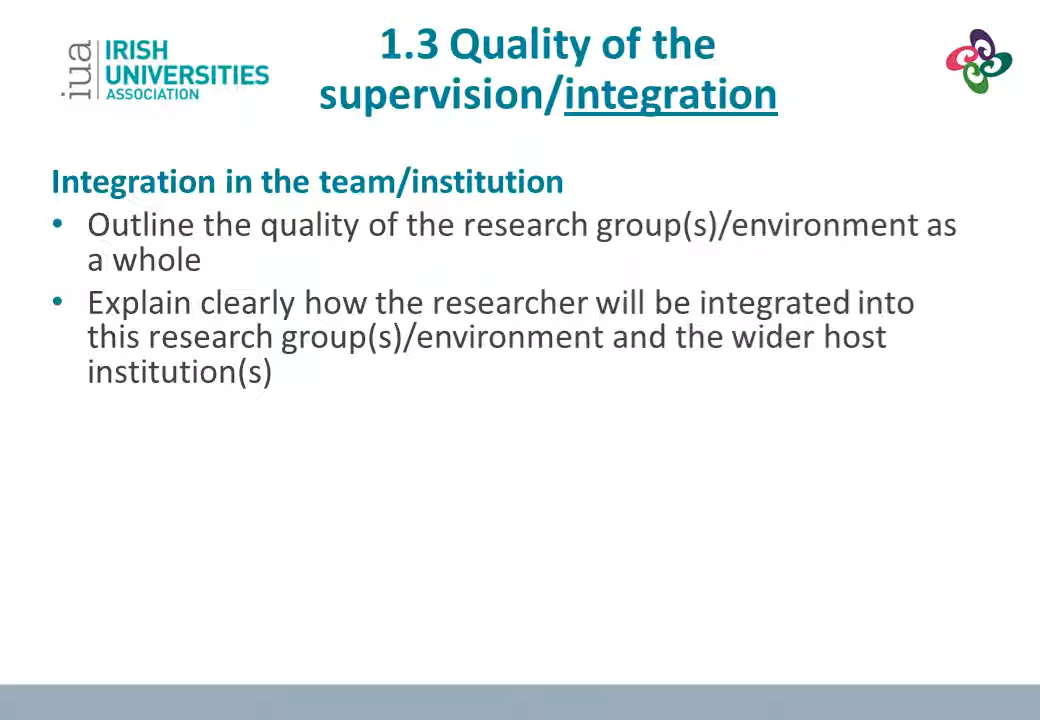 iua
IRISH
UNIVERSITIES
ASSOCIATION
1.3 Quality of the
supervision/integration
Integration in the team/institution
• Outline the quality of the research group(s)/environment as
a whole
• Explain clearly how the researcher will be integrated into
this research group(s)/environment and the wider host
institution(s)